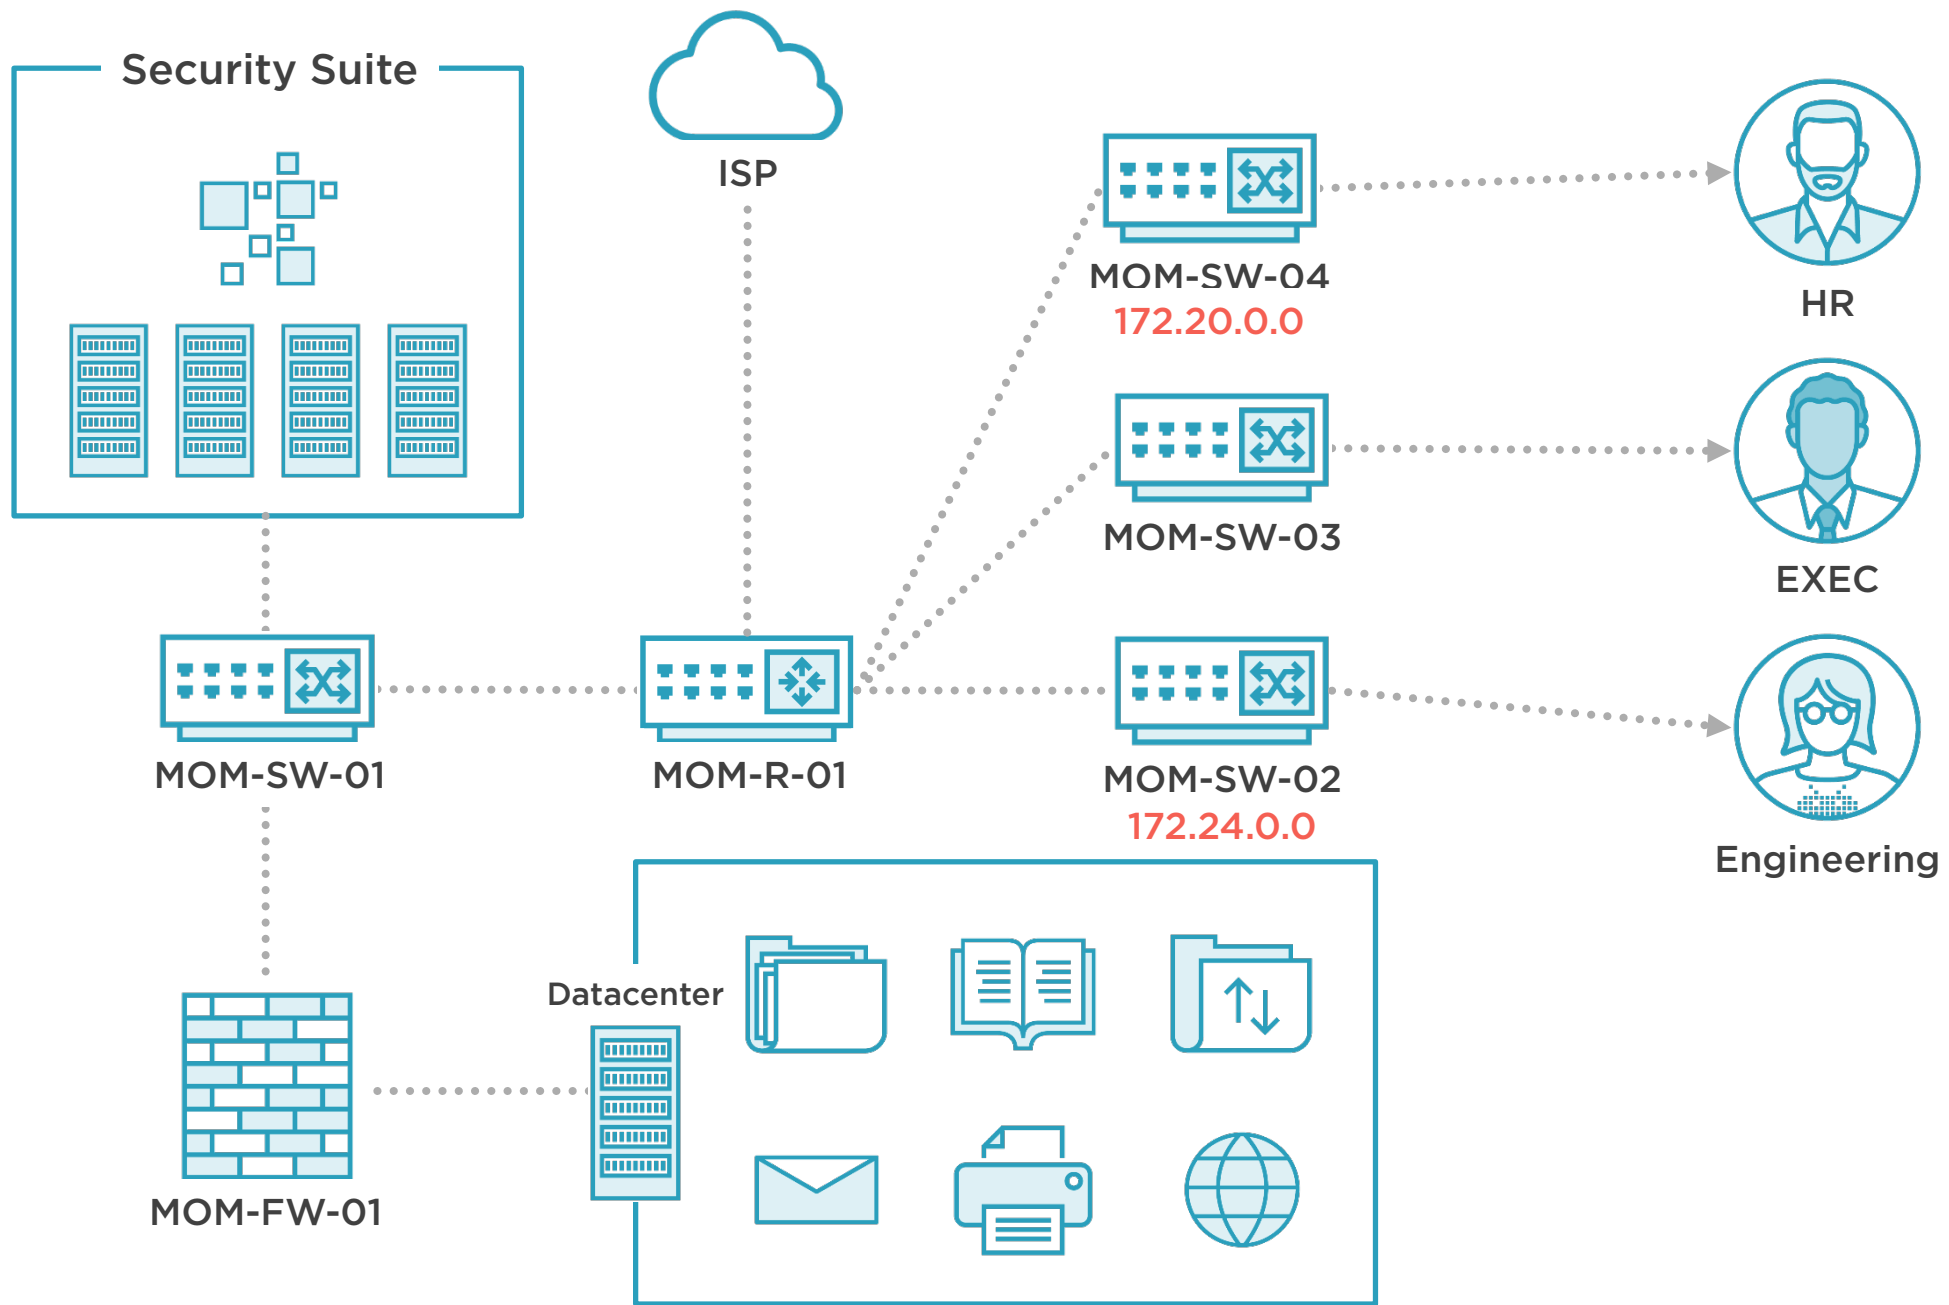 Security Suite
ISP
MOM-SW-04
172.20.0.0
HR
MOM-SW-03
EXEC
MOM-SW-01
MOM-R-01
MOM-SW-02
172.24.0.0
Engineering
Datacenter
MOM-FW-01